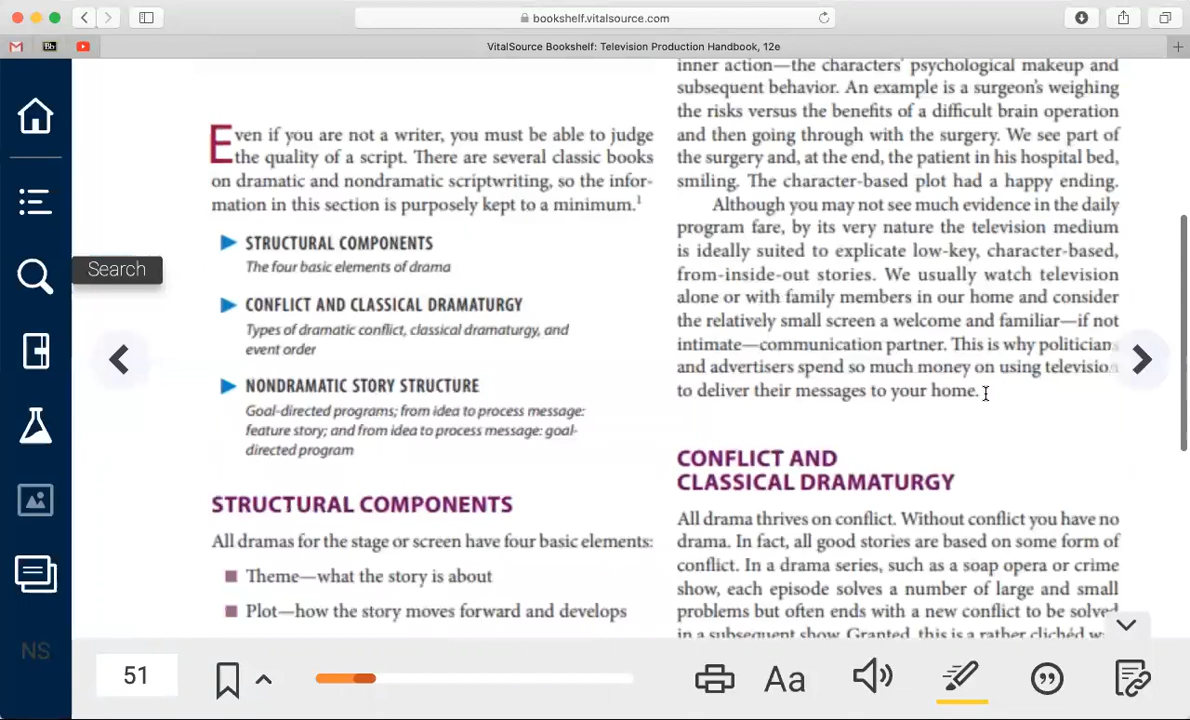 bookshelf.vitalsource.com
VitalSource Bookshelf: Television Production Handbook, 12e
Bb
Search
NS
Even if you are not a writer, you must be able to judge
the quality of a script. There are several classic books
on dramatic and nondramatic scriptwriting, so the infor-
mation in this section is purposely kept to a minimum.1
STRUCTURAL COMPONENTS
The four basic elements of drama
CONFLICT AND CLASSICAL DRAMATURGY
Types of dramatic conflict, classical dramaturgy, and
event order
NONDRAMATIC STORY STRUCTURE
Goal-directed programs; from idea to process message:
feature story; and from idea to process message: goal-
directed program
STRUCTURAL COMPONENTS
All dramas for the stage or screen have four basic elements:
Theme—what the story is about
Plot—how the story moves forward and develops
inner action—the characters' psychological makeup and
subsequent behavior. An example is a surgeon's weighing
the risks versus the benefits of a difficult brain operation
and then going through with the surgery. We see part of
the surgery and, at the end, the patient in his hospital bed,
smiling. The character-based plot had a happy ending.
Although you may not see much evidence in the daily
program fare, by its very nature the television medium
is ideally suited to explicate low-key, character-based,
from-inside-out stories. We usually watch television
alone or with family members in our home and consider
the relatively small screen a welcome and familiar—if not
intimate—communication partner. This is why politicians
and advertisers spend so much money on using television
to deliver their messages to your home.
CONFLICT AND
CLASSICAL DRAMATURGY
All drama thrives on conflict. Without conflict you have no
drama. In fact, all good stories are based on some form of
conflict. In a drama series, such as a soap opera or crime
show, each episode solves a number of large and small
problems but often ends with a new conflict to be solved
in a subsequent show. Granted, this is a rather clichéd
51
Aa